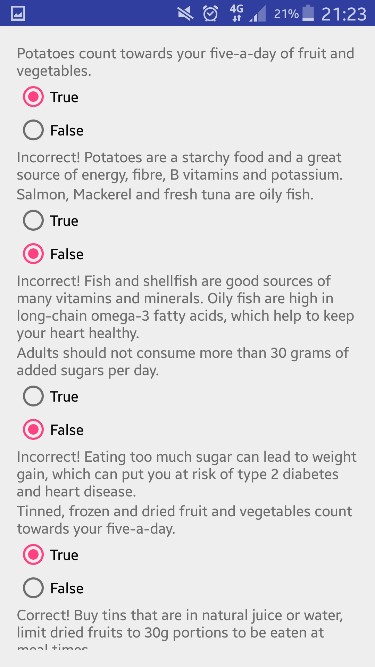 4G 21% 21:23
Potatoes count towards your five-a-day of fruit and
vegetables.
True
False
Incorrect! Potatoes are a starchy food and a great
source of energy, fibre, B vitamins and potassium.
Salmon, Mackerel and fresh tuna are oily fish.
True
False
Incorrect! Fish and shellfish are good sources of
many vitamins and minerals. Oily fish are high in
long-chain omega-3 fatty acids, which help to keep
your heart healthy.
Adults should not consume more than 30 grams of
added sugars per day.
True
False
Incorrect! Eating too much sugar can lead to weight
gain, which can put you at risk of type 2 diabetes
and heart disease.
Tinned, frozen and dried fruit and vegetables count
towards your five-a-day.
True
False
Correct! Buy tins that are in natural juice or water,
limit dried fruits to 30g portions to be eaten at
meal times